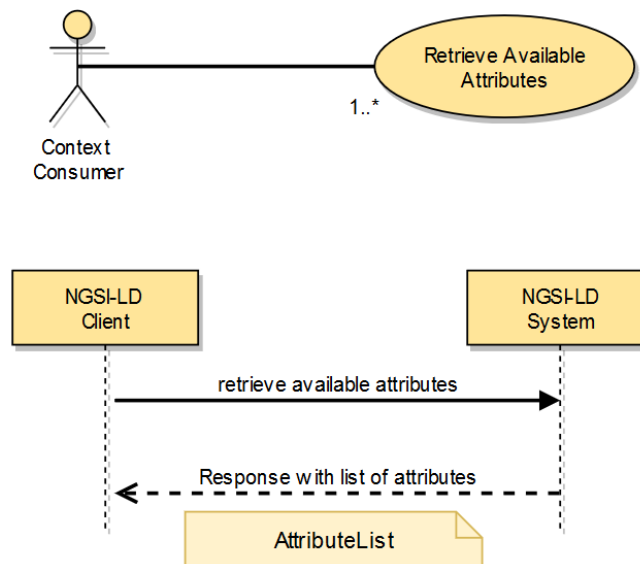 Retrieve Available
Attributes
1..*
Context
Consumer
NGSI-LD
Client
NGSI-LD
System
retrieve available attributes
Response with list of attributes
AttributeList